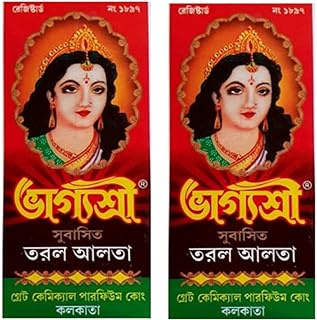 রেজিষ্টার্ড নং ১৮৯৭
ভাগ্যশ্রী®
সুবাসিত
তরল আলতা
গ্রেট কেমিক্যাল পারফিউম কোং
কলকাতা
রেজিষ্টার্ড নং ১৮৯৭
ভাগ্যশ্রী®
সুবাসিত
তরল আলতা
গ্রেট কেমিক্যাল পারফিউম কোং
কলকাতা